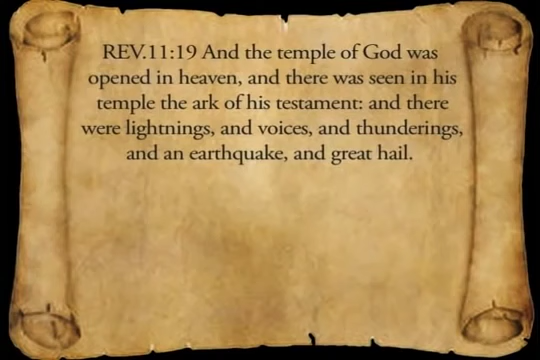 REV.11:19 And the temple of God was
opened in heaven, and there was seen in his
temple the ark of his testament: and there
were lightnings, and voices, and thunderings,
and an earthquake, and great hail.